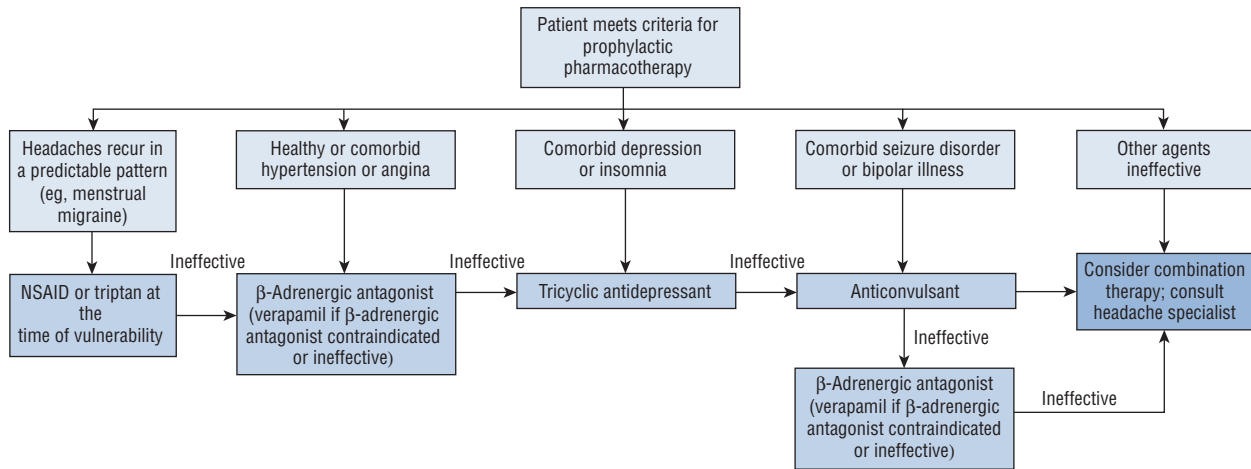 Patient meets criteria for
prophylactic
pharmacotherapy
Headaches recur in
a predictable pattern
(eg, menstrual
migraine)
Healthy or comorbid
hypertension or angina
Comorbid depression
or insomnia
Comorbid seizure disorder
or bipolar illness
Other agents
ineffective
NSAID or triptan at
the
time of vulnerability
Ineffective
β-Adrenergic antagonist
(verapamil if β-adrenergic
antagonist contraindicated
or ineffective)
Ineffective
Tricyclic antidepressant
Ineffective
Anticonvulsant
Consider combination
therapy; consult
headache specialist
Ineffective
β-Adrenergic antagonist
(verapamil if β-adrenergic
antagonist contraindicated
or ineffective)
Ineffective